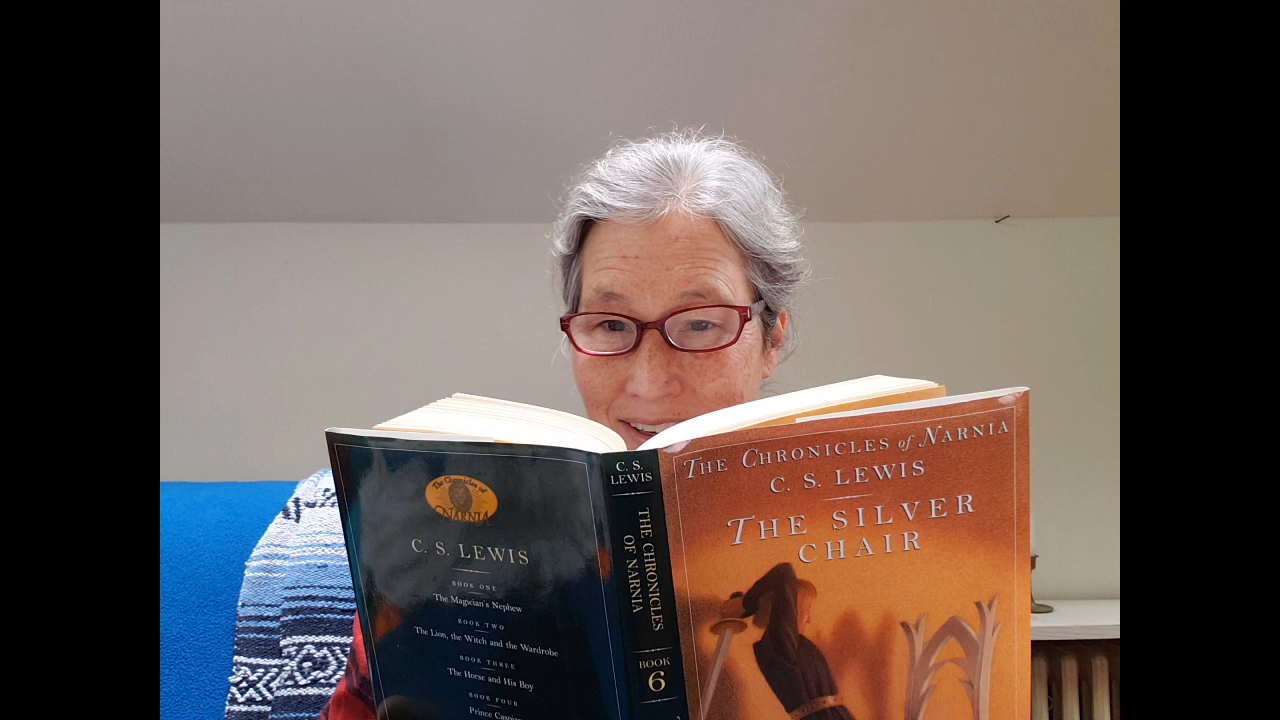 The Chronicles of
NARNIA
C. S. LEWIS
BOOK ONE
The Magician's Nephew
BOOK TWO
The Lion, the Witch and the Wardrobe
BOOK THREE
The Horse and His Boy
BOOK FOUR
Prince
C. S.
LEWIS
THE CHRONICLES
OF NARNIA
BOOK
6
THE CHRONICLES of NARNIA
C. S. LEWIS
THE SILVER
CHAIR